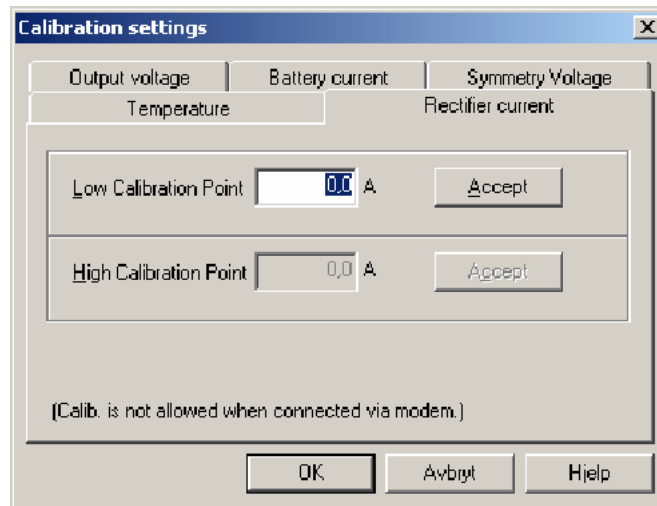 Calibration settings
Output voltage
Battery current
Symmetry Voltage
Temperature
Rectifier current
Low Calibration Point 0,0 A Accept
High Calibration Point 0,0 A Accept
(Calib. is not allowed when connected via modem.)
OK Avbryt Hjelp